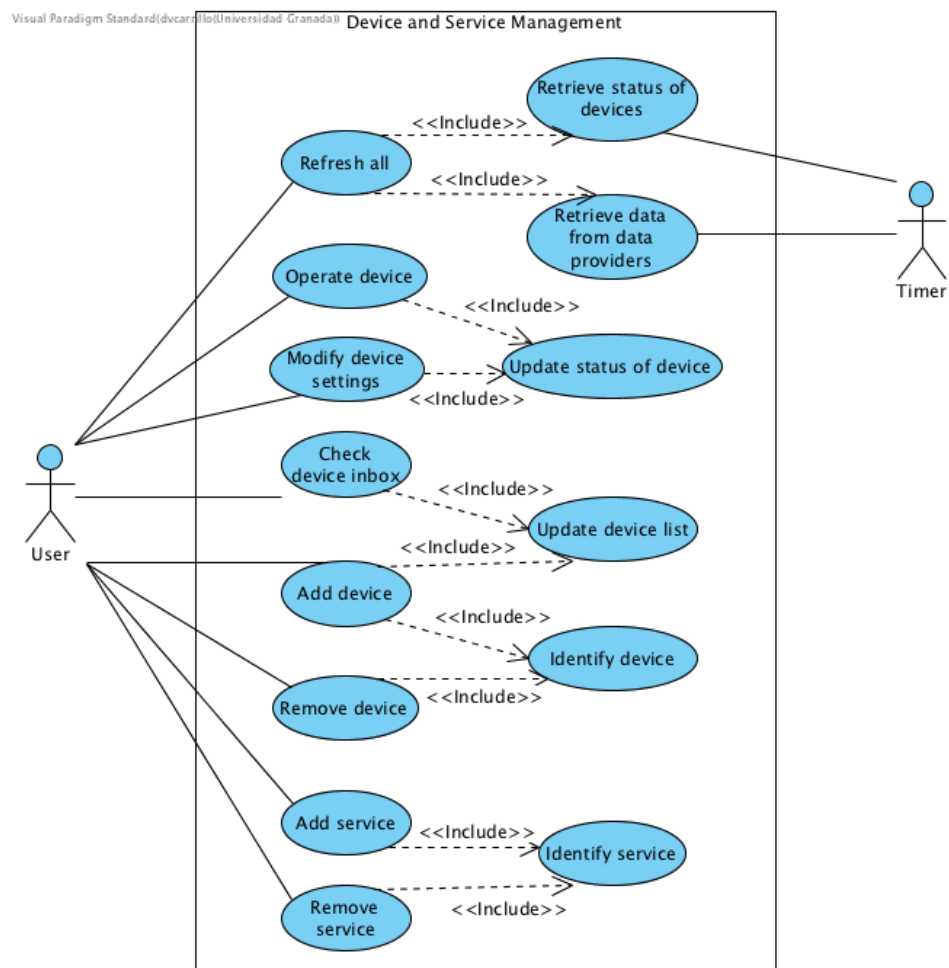 Visual Paradigm Standard(dvcarrillo(Universidad Granada))
Device and Service Management
Retrieve status of
devices
<<Include>>
Refresh all
<<Include>>
Retrieve data
from data
providers
Timer
Operate device
<<Include>>
Modify device
settings
Update status of device
<<Include>>
Check
device inbox
<<Include>>
Update device list
User
<<Include>>
Add device
<<Include>>
Identify device
Remove device
<<Include>>
Add service
<<Include>>
Identify service
Remove
service
<<Include>>